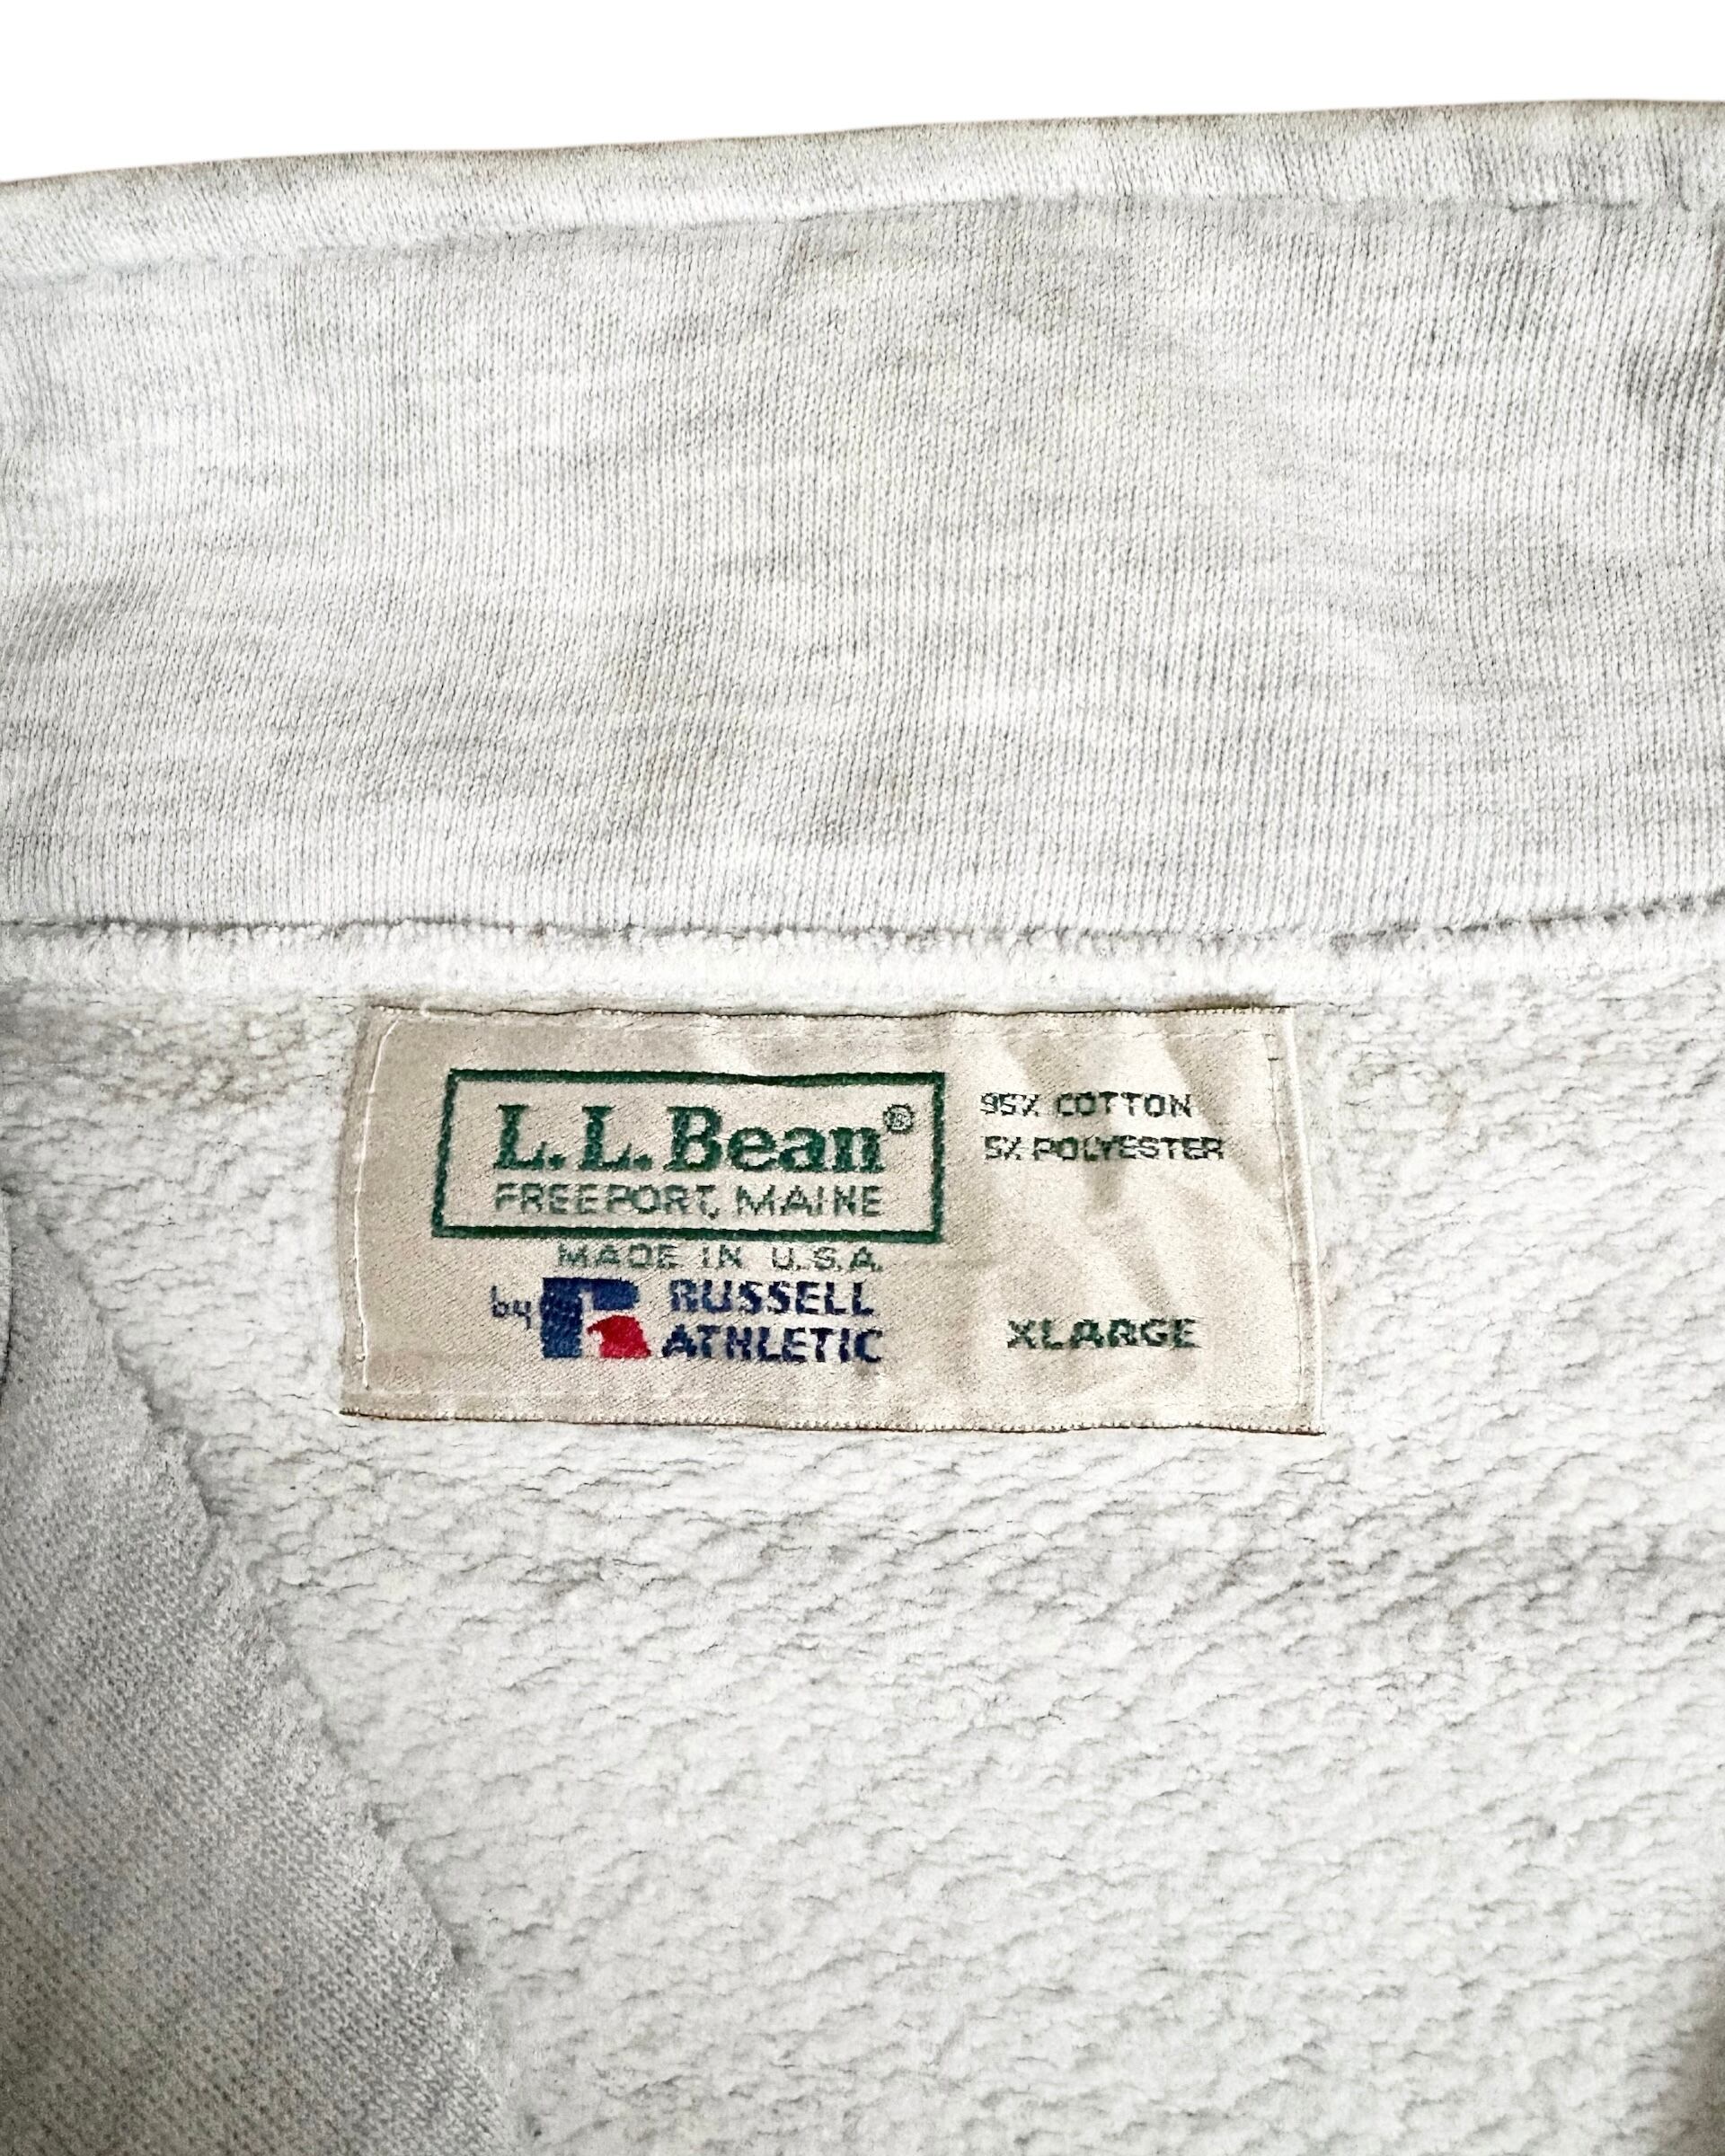 L.L.Bean®
FREEPORT, MAINE
MADE IN U.S.A.
by RUSSELL
ATHLETIC
95% COTTON
5% POLYESTER
XLARGE